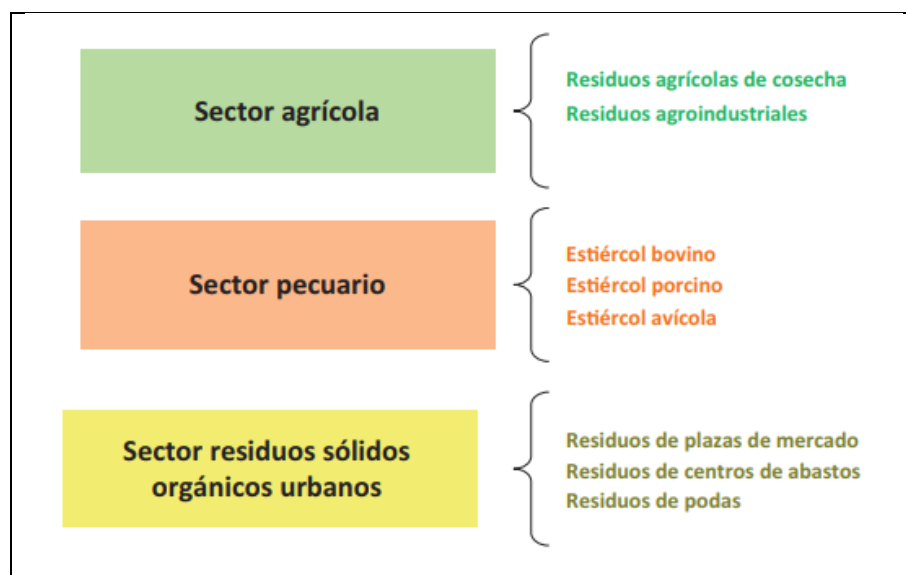 Sector agrícola
Residuos agrícolas de cosecha
Residuos agroindustriales
Sector pecuario
Estiércol bovino
Estiércol porcino
Estiércol avícola
Sector residuos sólidos
orgánicos urbanos
Residuos de plazas de mercado
Residuos de centros de abastos
Residuos de podas